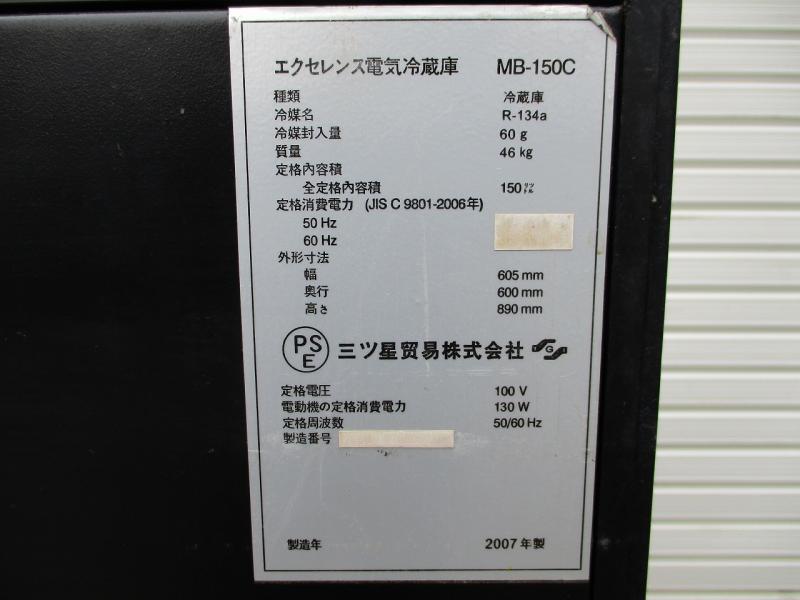 エクセレンス電気冷蔵庫 MB-150C
種類 冷蔵庫
冷媒名 R-134a
冷媒封入量 60 g
質量 46 kg
定格内容積
全定格内容積 150 リットル
定格消費電力 (JIS C 9801-2006年)
50 Hz
60 Hz
外形寸法
幅 605 mm
奥行 600 mm
高さ 890 mm
PS E 三ツ星貿易株式会社
定格電圧 100 V
電動機の定格消費電力 130 W
定格周波数 50/60 Hz
製造番号
製造年 2007 年製